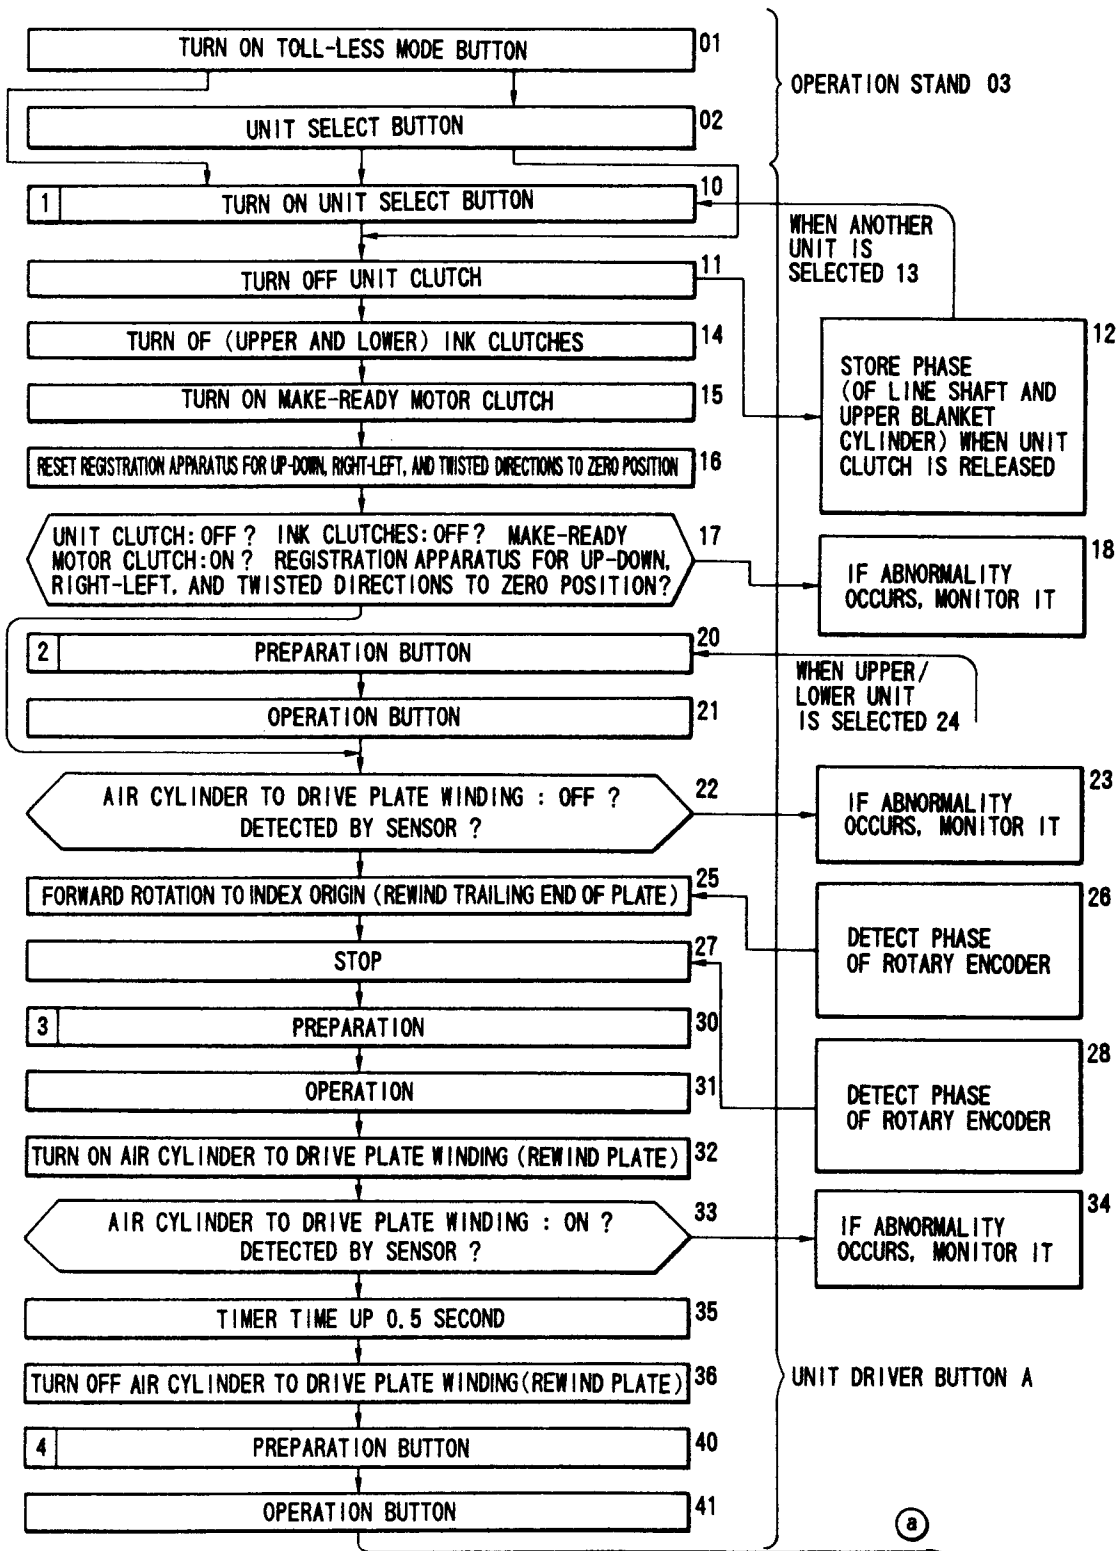 TURN ON TOLL-LESS MODE BUTTON 01
OPERATION STAND 03
UNIT SELECT BUTTON 02
1 TURN ON UNIT SELECT BUTTON 10
WHEN ANOTHER
UNIT IS
SELECTED 13
TURN OFF UNIT CLUTCH 11
TURN OF (UPPER AND LOWER) INK CLUTCHES 14
12
STORE PHASE
(OF LINE SHAFT AND
UPPER BLANKET
CYLINDER) WHEN UNIT
CLUTCH IS RELEASED
TURN ON MAKE-READY MOTOR CLUTCH 15
RESET REGISTRATION APPARATUS FOR UP-DOWN, RIGHT-LEFT, AND TWISTED DIRECTIONS TO ZERO POSITION 16
UNIT CLUTCH:OFF? INK CLUTCHES:OFF? MAKE-READY
MOTOR CLUTCH:ON? REGISTRATION APPARATUS FOR UP-DOWN,
RIGHT-LEFT, AND TWISTED DIRECTIONS TO ZERO POSITION?
17
18
IF ABNORMALITY
OCCURS, MONITOR IT
2 PREPARATION BUTTON 20
WHEN UPPER/
LOWER UNIT
IS SELECTED 24
OPERATION BUTTON 21
AIR CYLINDER TO DRIVE PLATE WINDING : OFF ?
DETECTED BY SENSOR ?
22
23
IF ABNORMALITY
OCCURS, MONITOR IT
FORWARD ROTATION TO INDEX ORIGIN (REWIND TRAILING END OF PLATE) 25
26
DETECT PHASE
OF ROTARY ENCODER
STOP 27
3 PREPARATION 30
28
DETECT PHASE
OF ROTARY ENCODER
OPERATION 31
TURN ON AIR CYLINDER TO DRIVE PLATE WINDING (REWIND PLATE) 32
AIR CYLINDER TO DRIVE PLATE WINDING : ON ?
DETECTED BY SENSOR ?
33
34
IF ABNORMALITY
OCCURS, MONITOR IT
TIMER TIME UP 0.5 SECOND 35
TURN OFF AIR CYLINDER TO DRIVE PLATE WINDING(REWIND PLATE) 36
UNIT DRIVER BUTTON A
4 PREPARATION BUTTON 40
OPERATION BUTTON 41
a